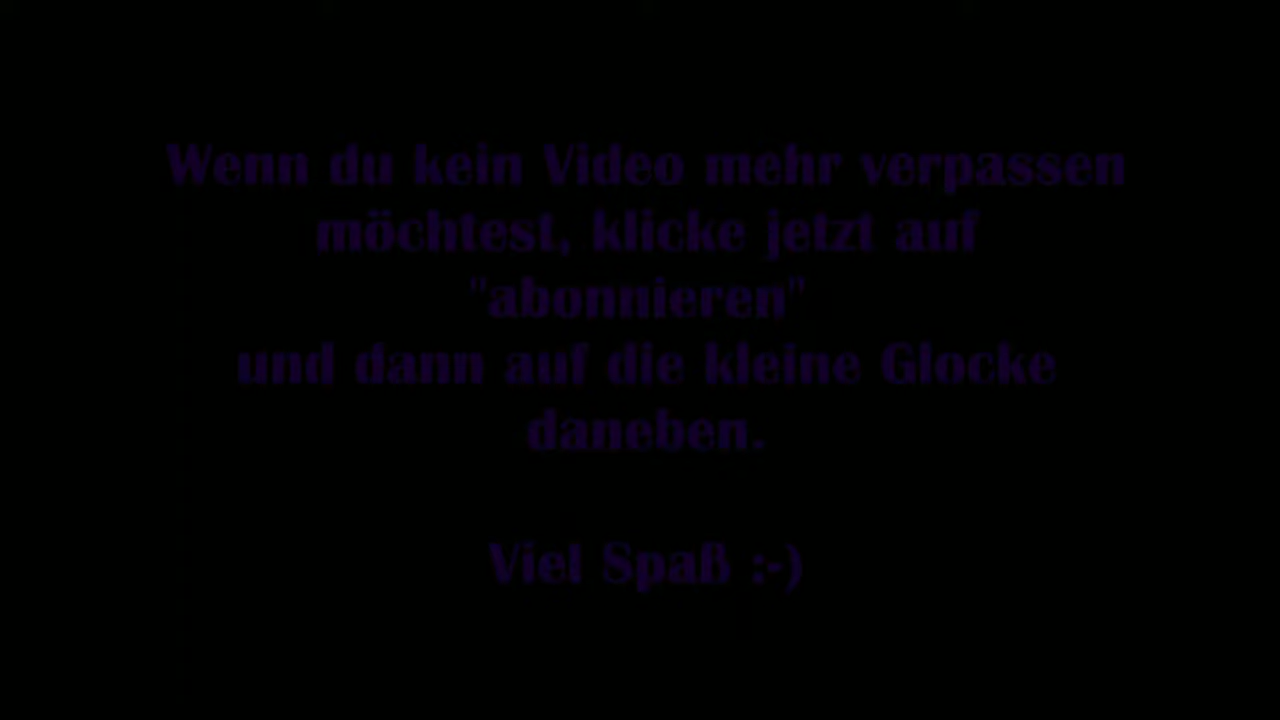 Wenn du kein Video mehr verpassen
möchtest, klicke jetzt auf
"abonnieren"
und dann auf die kleine Glocke
daneben.
Viel Spaß :-)